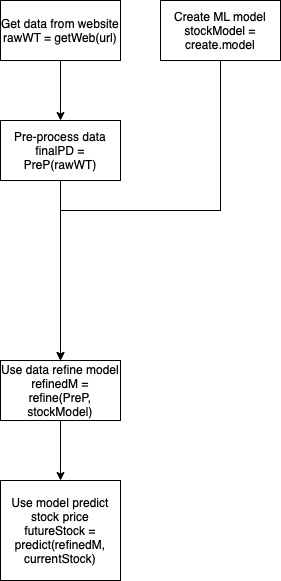 Get data from website
rawWT = getWeb(url)
Create ML model
stockModel =
create.model
Pre-process data
finalPD =
PreP(rawWT)
Use data refine model
refinedM =
refine(PreP,
stockModel)
Use model predict
stock price
futureStock =
predict(refinedM,
currentStock)